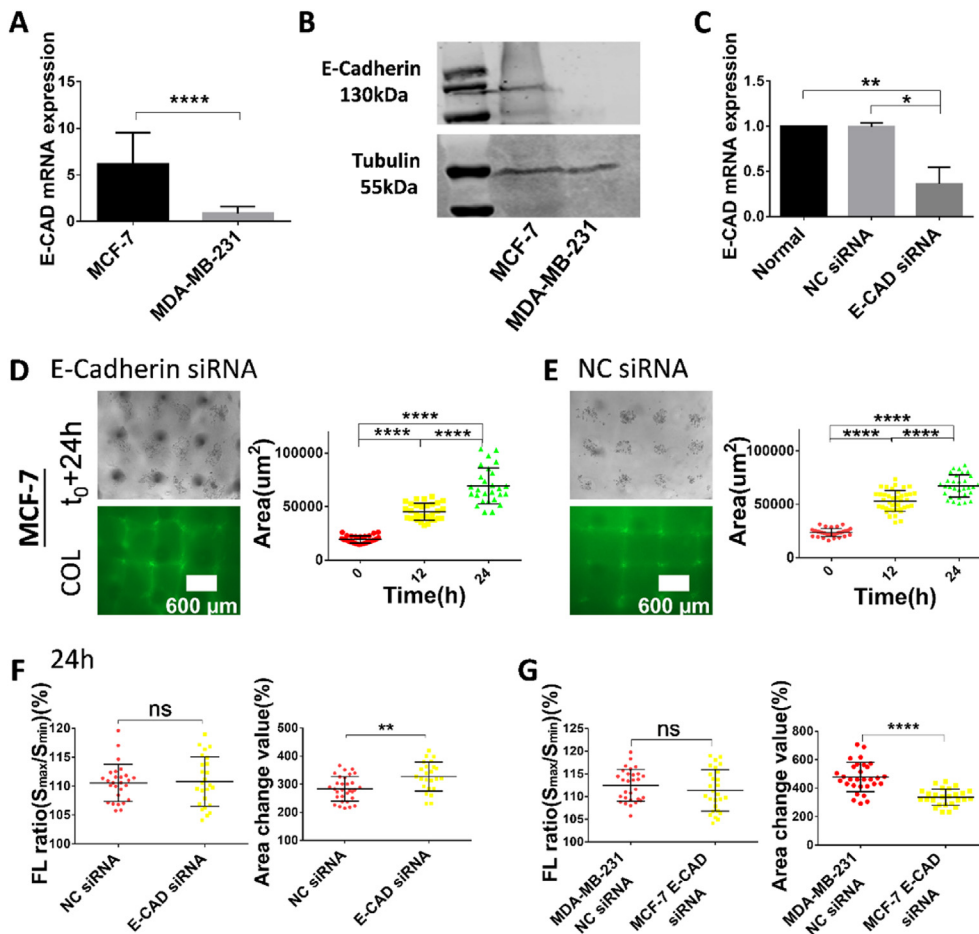 A
E-CAD mRNA expression
15
10
5
0
****
MCF-7
MDA-MB-231
B
E-Cadherin
130kDa
Tubulin
55kDa
MCF-7
MDA-MB-231
C
E-CAD mRNA expression
1.5
1.0
0.5
0.0
**
*
Normal
NC siRNA
E-CAD siRNA
D E-Cadherin siRNA
MCF-7
t0+24h
COL
600 µm
Area(um²)
100000
50000
0
****
**** ****
0 12 24
Time(h)
E NC siRNA
600 µm
Area(um²)
100000
50000
0
****
**** ****
0 12 24
Time(h)
F 24h
FL ratio(Smax/Smin)(%)
120
115
110
105
100
ns
NC siRNA
E-CAD siRNA
Area change value(%)
500
400
300
200
100
**
NC siRNA
E-CAD siRNA
G
FL ratio(Smax/Smin)(%)
125
120
115
110
105
100
ns
MDA-MB-231
NC siRNA
MCF-7 E-CAD
siRNA
Area change value(%)
800
600
400
200
0
****
MDA-MB-231
NC siRNA
MCF-7 E-CAD
siRNA